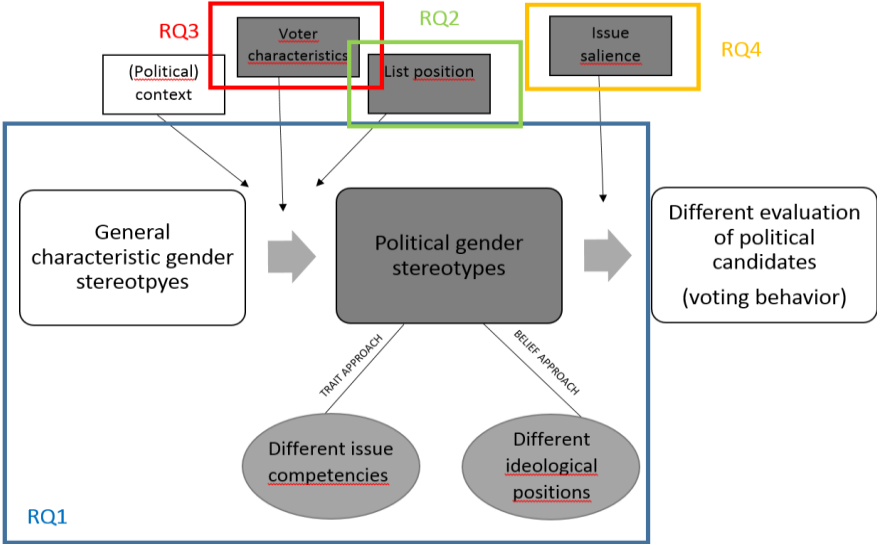 RQ3
Voter
characteristics
RQ2
List position
Issue
salience
RQ4
(Political)
context
General
characteristic gender
stereotpyes
Political gender
stereotypes
Different evaluation
of political
candidates
(voting behavior)
TRAIT APPROACH
BELIEF APPROACH
Different issue
competencies
Different
ideological
positions
RQ1